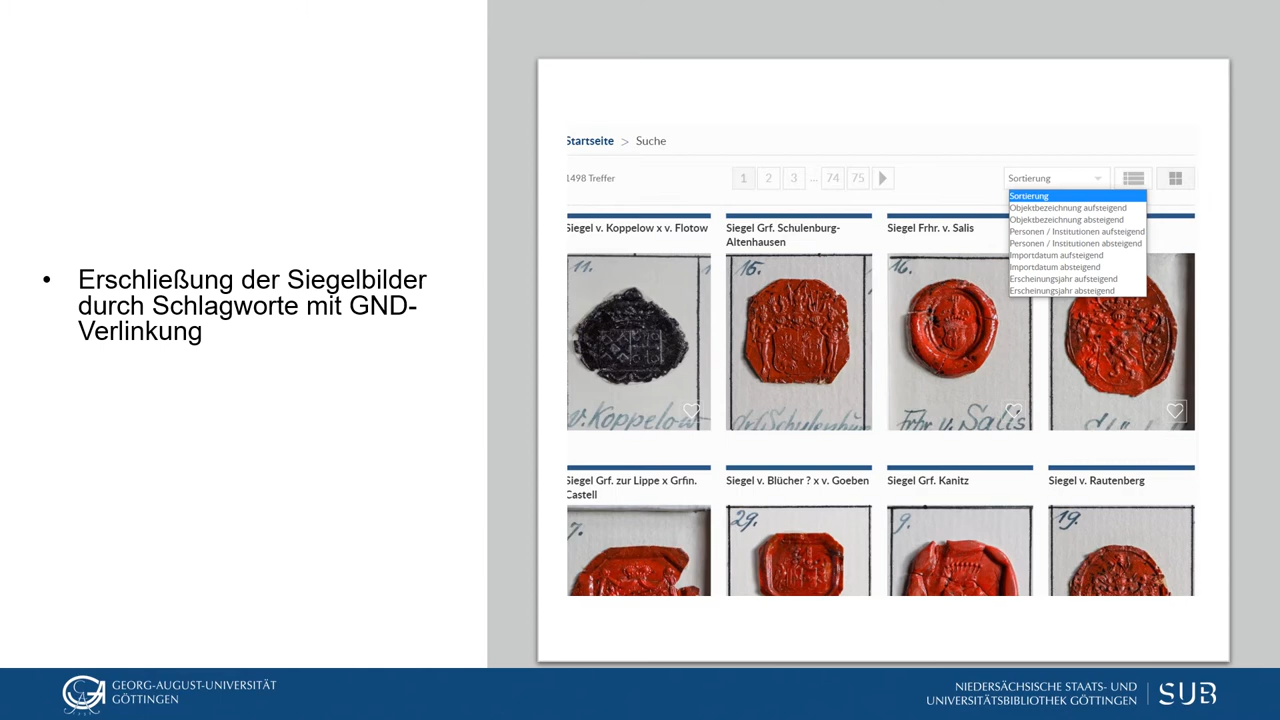 • Erschließung der Siegelbilder
durch Schlagworte mit GND-
Verlinkung
Startseite > Suche
1498 Treffer
1 2 3 ... 74 75
Sortierung
Sortierung
Objektbezeichnung aufsteigend
Objektbezeichnung absteigend
Personen / Institutionen aufsteigend
Personen / Institutionen absteigend
Importdatum aufsteigend
Importdatum absteigend
Erscheinungsjahr aufsteigend
Erscheinungsjahr absteigend
Siegel v. Koppelow x v. Flotow
Siegel Grf. Schulenburg-
Altenhausen
Siegel Frhr. v. Salis
11.
15.
16.
v. Koppelow
Grf Schulenbur
Frhr v. Salis
Siegel Grf. zur Lippe x Grfin.
Castell
Siegel v. Blücher ? x v. Goeben
Siegel Grf. Kanitz
Siegel v. Rautenberg
7.
29.
9.
19.
GEORG-AUGUST-UNIVERSITÄT
GÖTTINGEN
NIEDERSÄCHSISCHE STAATS- UND
UNIVERSITÄTSBIBLIOTHEK GÖTTINGEN
SUB